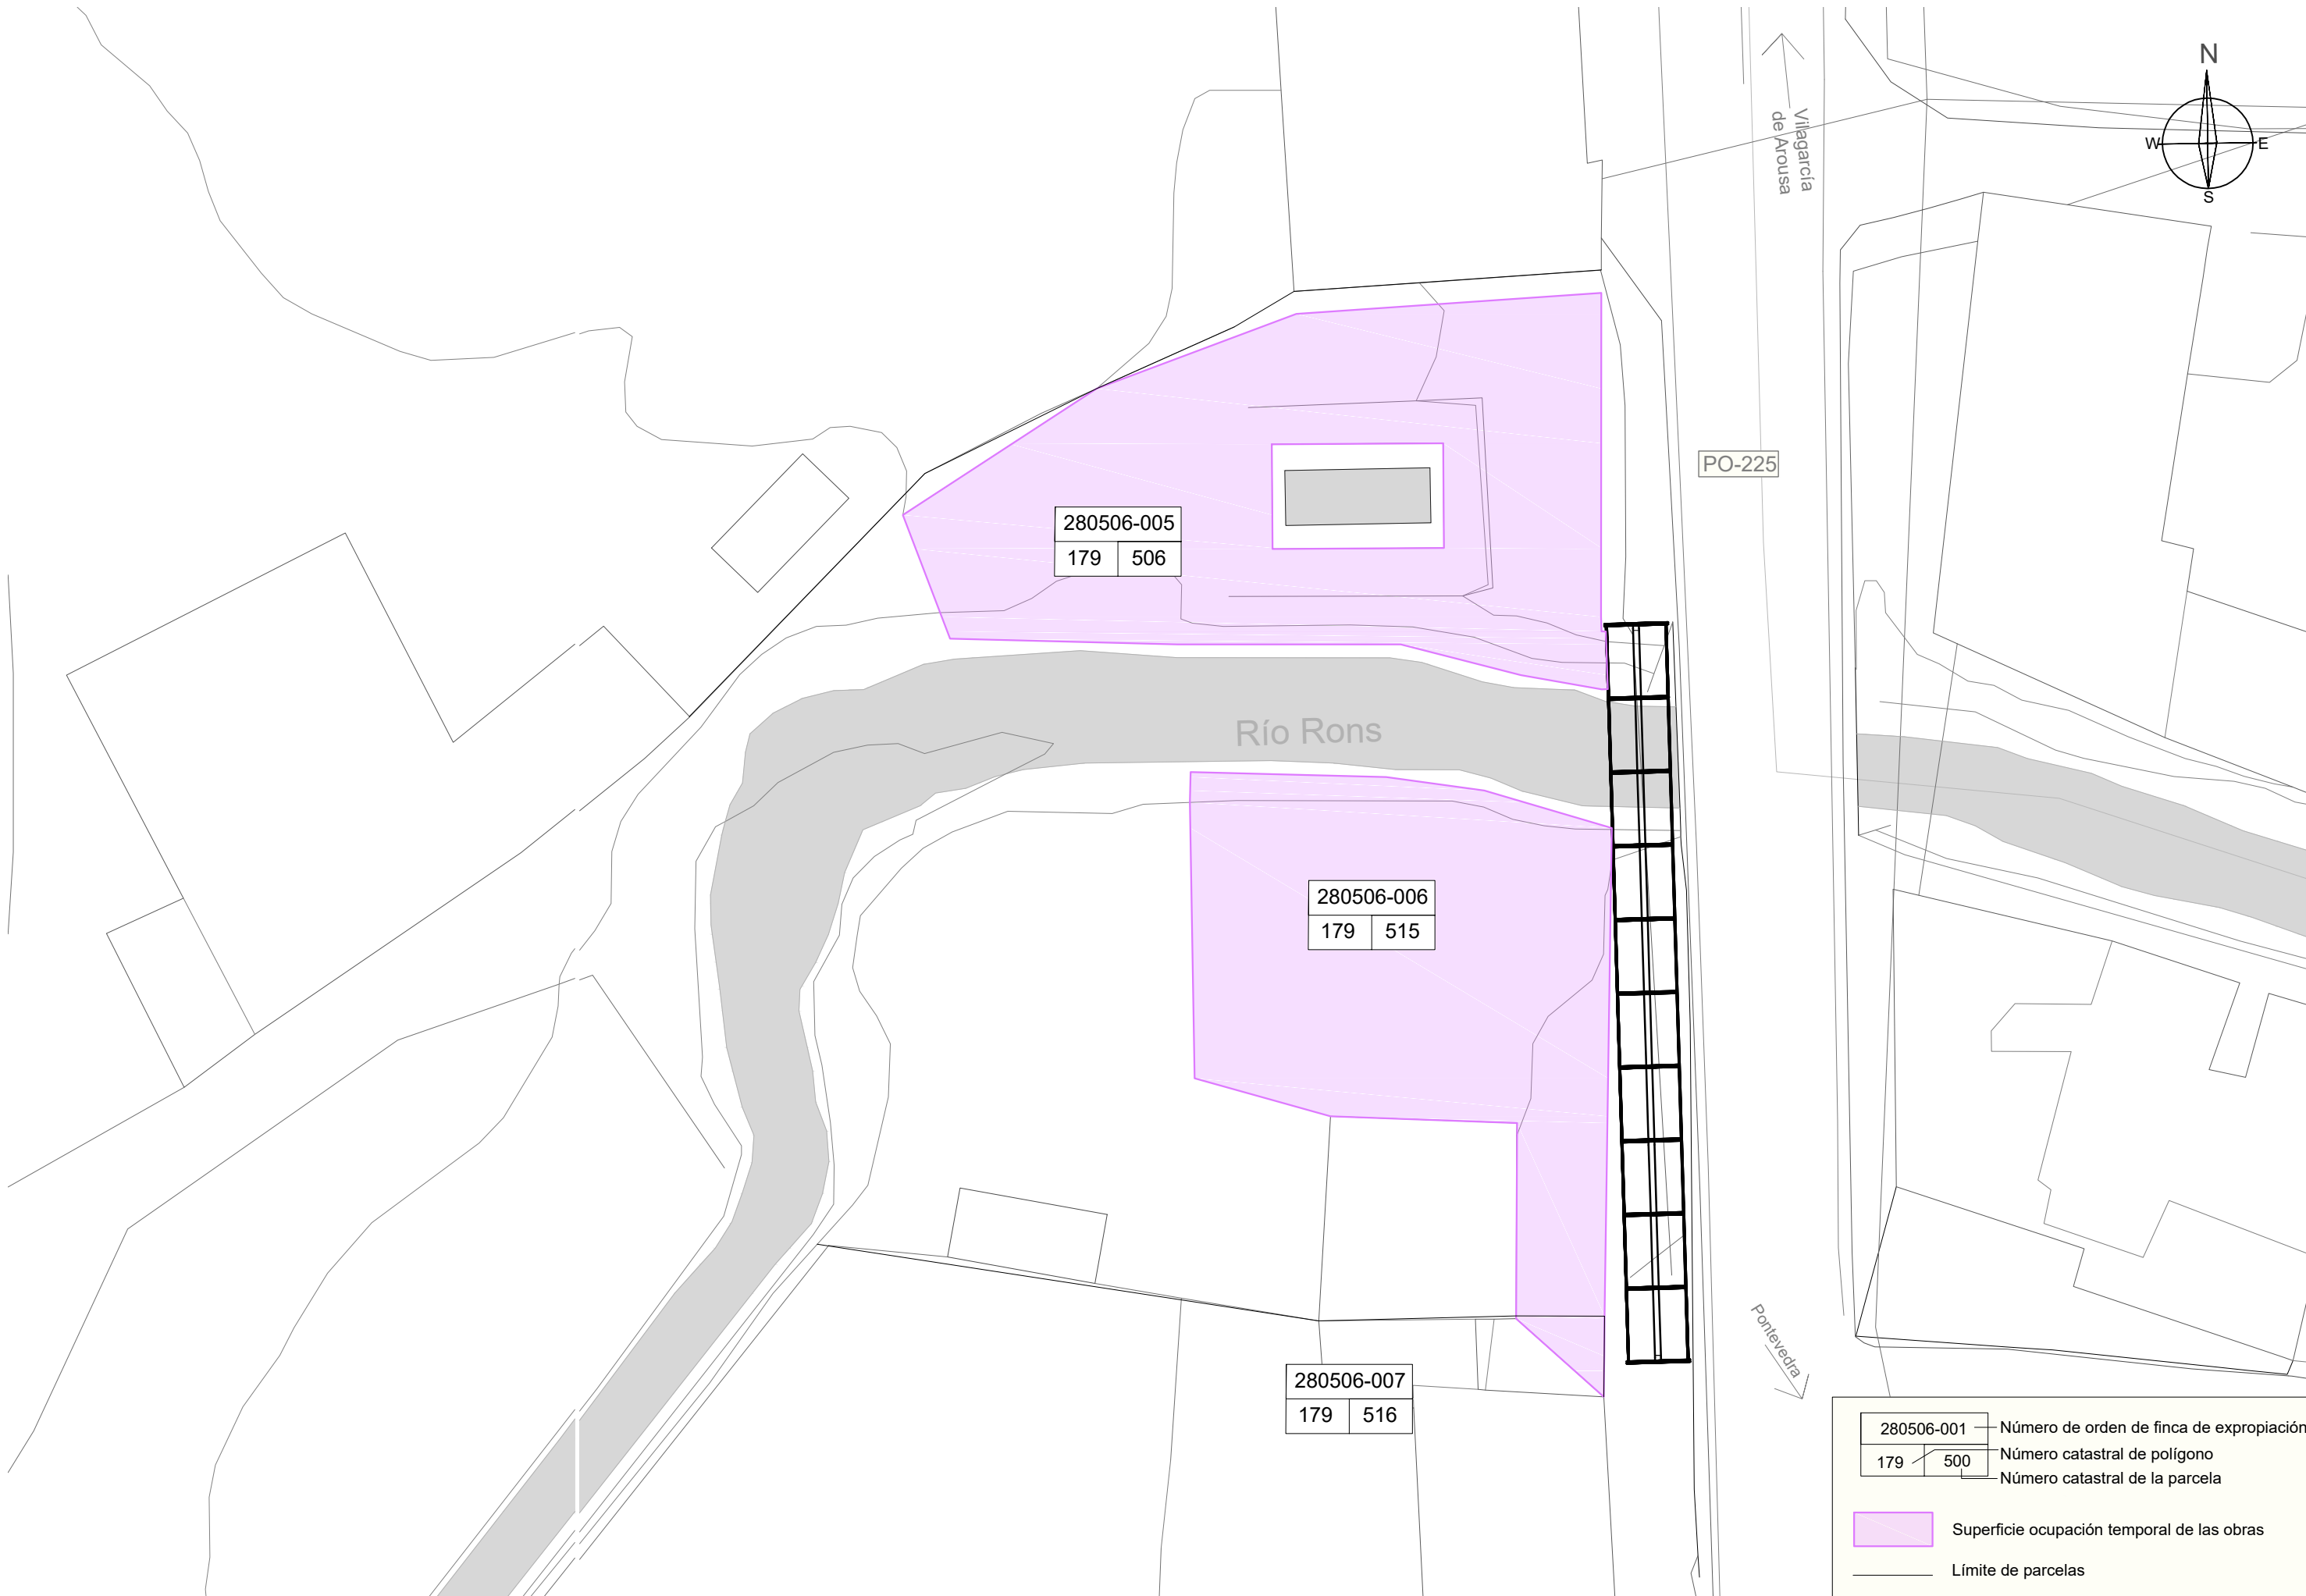 N
W E
S
Vilagarcía
de Arousa
PO-225
280506-005
179 506
Río Rons
280506-006
179 515
Pontevedra
280506-007
179 516
280506-001 Número de orden de finca de expropiación
179 500 Número catastral de polígono
Número catastral de la parcela
Superficie ocupación temporal de las obras
Límite de parcelas